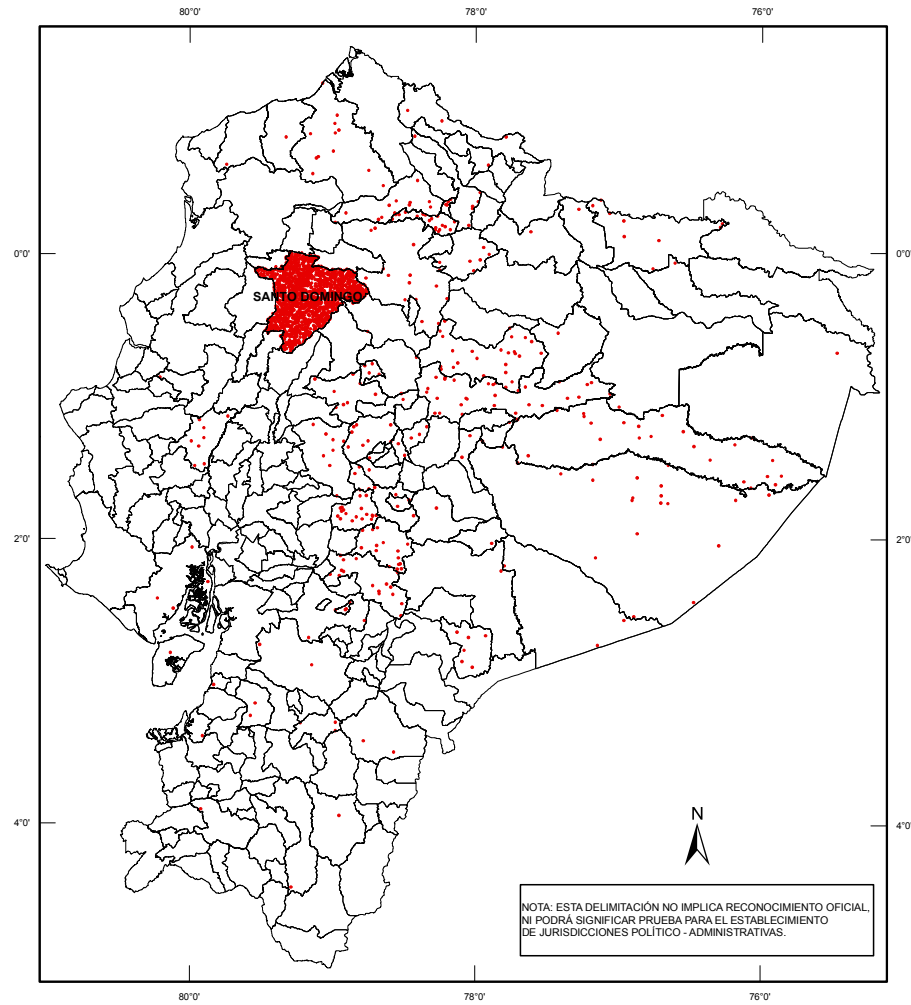 80°0'
78°0'
76°0'
0°0'
0°0'
SANTO DOMINGO
2°0'
2°0'
4°0'
4°0'
N
NOTA: ESTA DELIMITACIÓN NO IMPLICA RECONOCIMIENTO OFICIAL,
NI PODRÁ SIGNIFICAR PRUEBA PARA EL ESTABLECIMIENTO
DE JURISDICCIONES POLÍTICO - ADMINISTRATIVAS.
80°0'
78°0'
76°0'